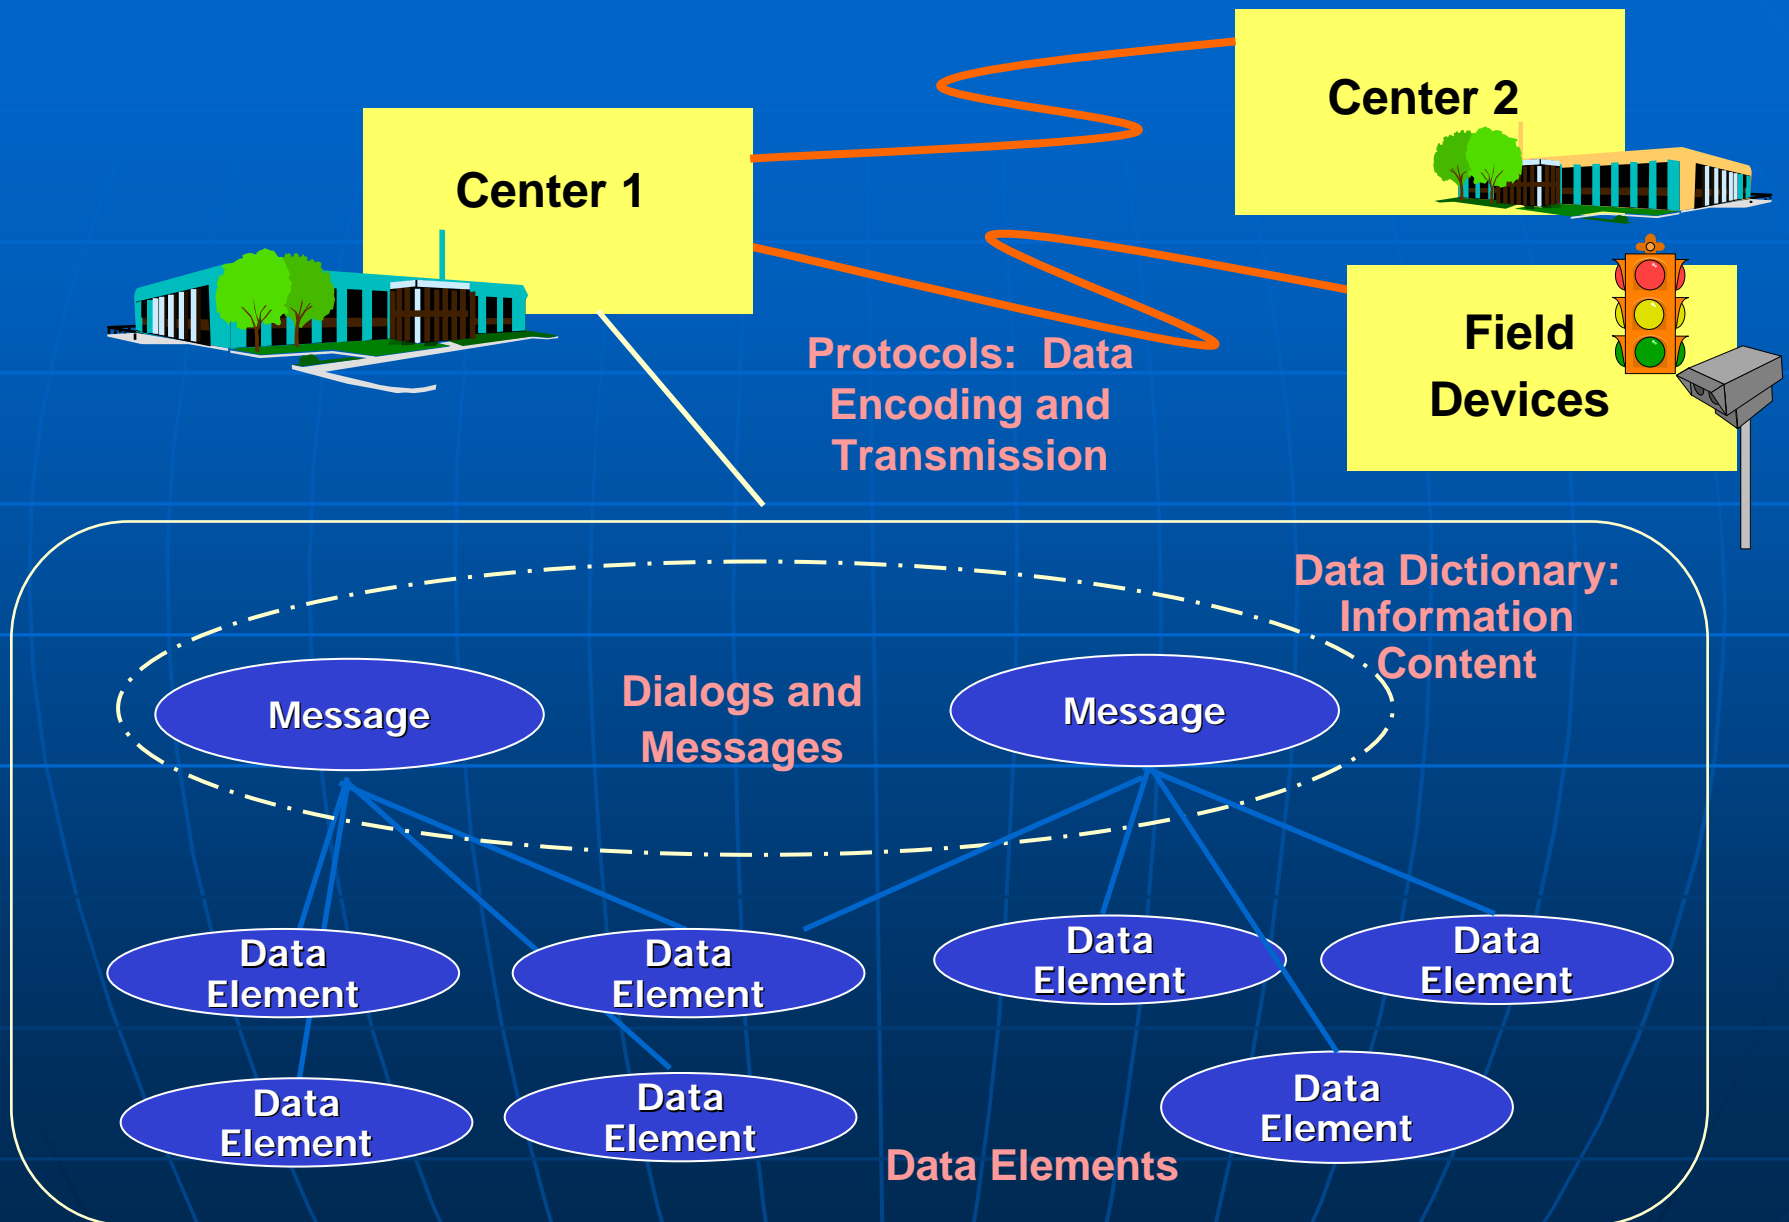 Center 2
Center 1
Field
Devices
Protocols:  Data
Encoding and
Transmission
Data Dictionary:
Information
Content
Message
Dialogs and
Messages
Message
Data
Element
Data
Element
Data
Element
Data
Element
Data
Element
Data
Element
Data
Element
Data Elements